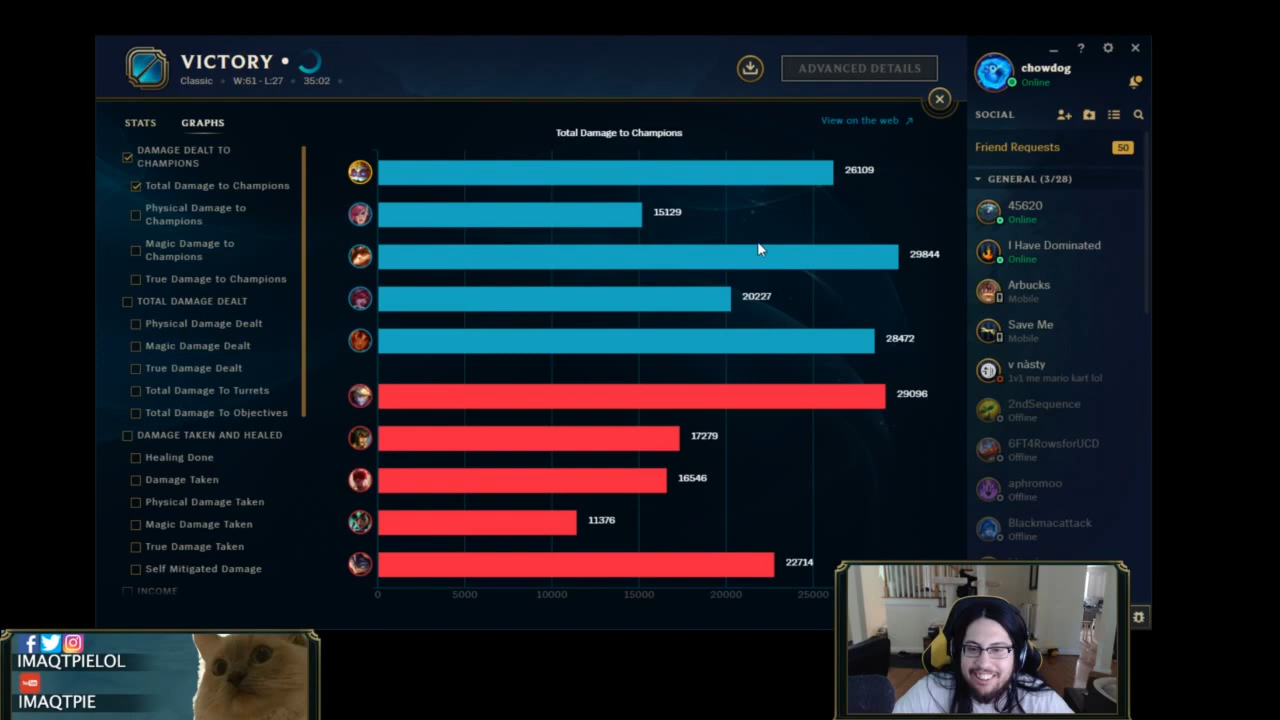 VICTORY •
Classic • W:61 - L:27 • 35:02 •
ADVANCED DETAILS
STATS
GRAPHS
View on the web
Total Damage to Champions
DAMAGE DEALT TO
CHAMPIONS
Total Damage to Champions
Physical Damage to
Champions
Magic Damage to
Champions
True Damage to Champions
TOTAL DAMAGE DEALT
Physical Damage Dealt
Magic Damage Dealt
True Damage Dealt
Total Damage To Turrets
Total Damage To Objectives
DAMAGE TAKEN AND HEALED
Healing Done
Damage Taken
Physical Damage Taken
Magic Damage Taken
True Damage Taken
Self Mitigated Damage
INCOME
26109
15129
29844
20227
28472
29096
17279
16546
11376
22714
0 5000 10000 15000 20000 25000
chowdog
Online
SOCIAL
Friend Requests 50
GENERAL (3/28)
45620
Online
I Have Dominated
Online
Arbucks
Mobile
Save Me
Mobile
v nàsty
1v1 me mario kart lol
2ndSequence
Offline
6FT4RowsforUCD
Offline
aphromoo
Offline
Blackmacattack
Offline
IMAQTPIELOL
You Tube
IMAQTPIE